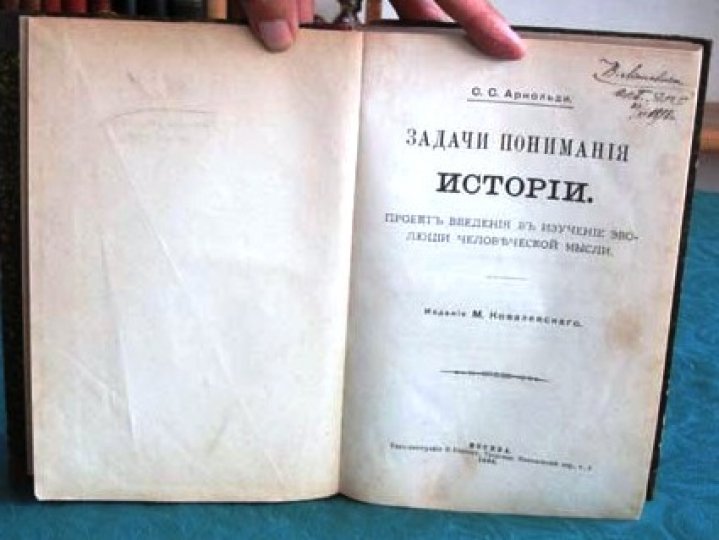 С. С. Арнольди.
ЗАДАЧИ ПОНИМАНІЯ
ИСТОРІИ.
ПРОЕКТЪ ВВЕДЕНІЯ ВЪ ИЗУЧЕНІЕ ЭВО-
ЛЮЦІИ ЧЕЛОВѢЧЕСКОЙ МЫСЛИ.
Изданіе М. Ковалевскаго.
МОСКВА.